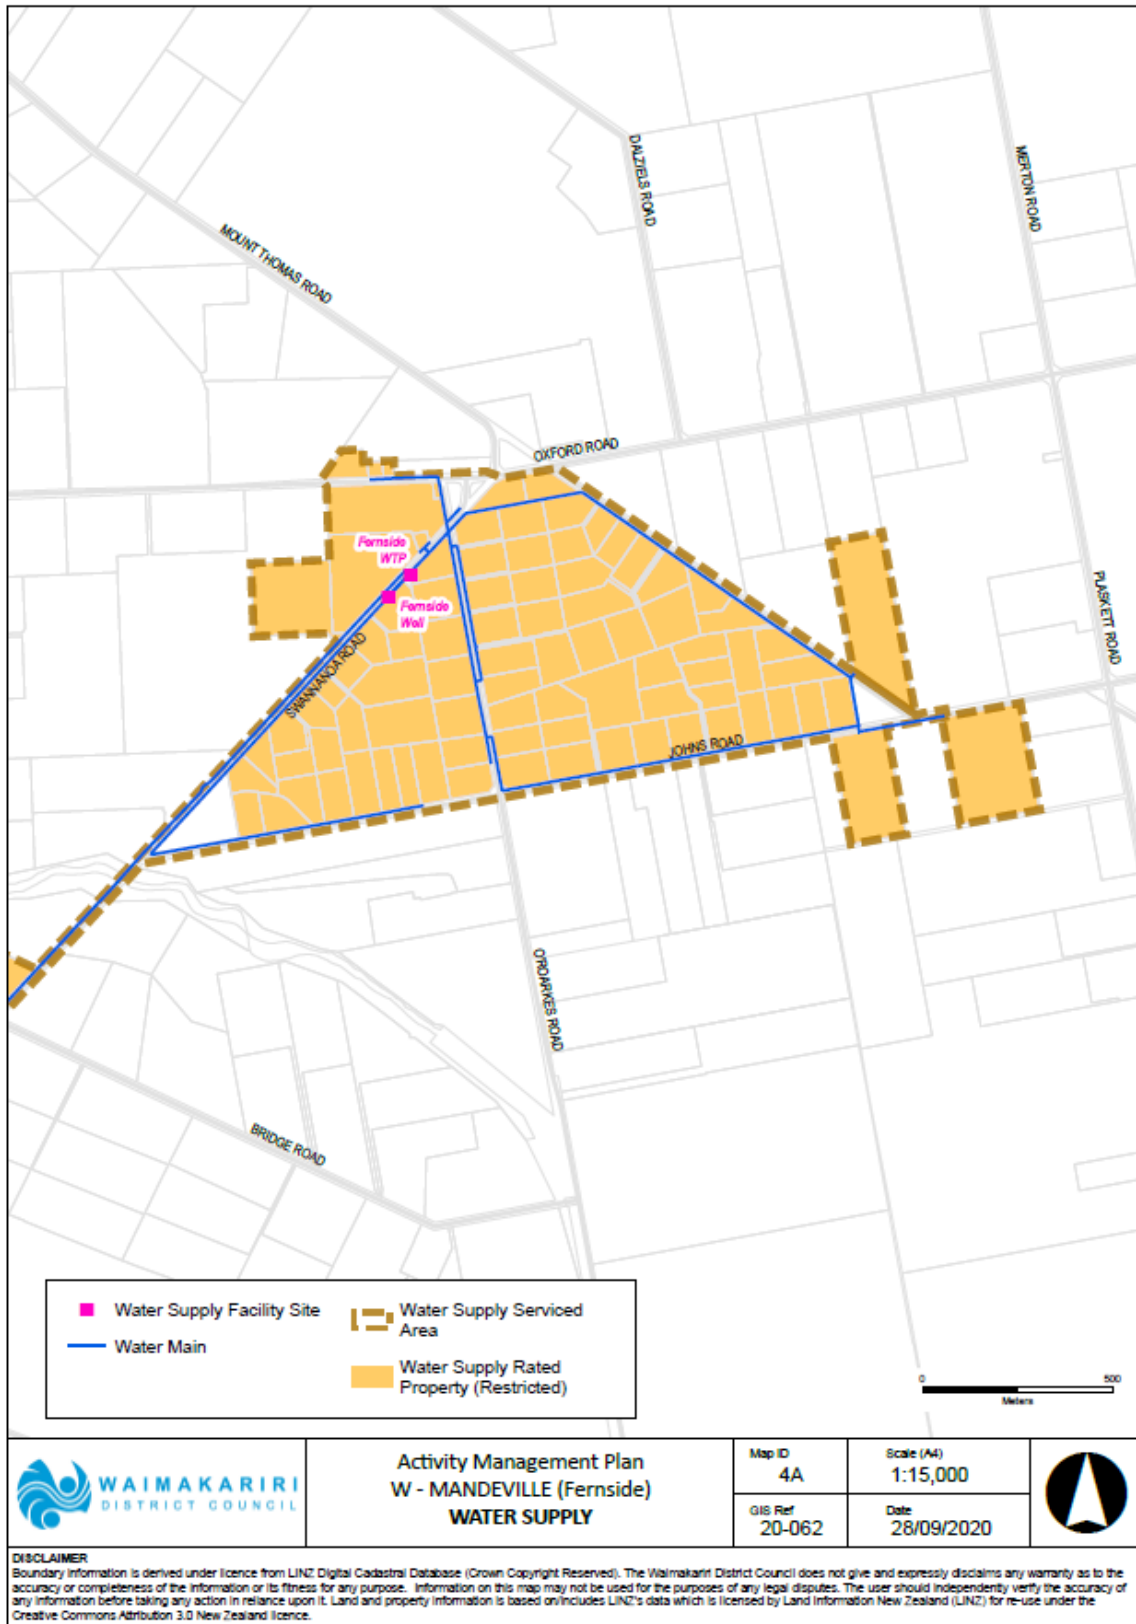 DALZIELS ROAD
MERTON ROAD
MOUNT THOMAS ROAD
OXFORD ROAD
Fernside
WTP
Fernside
Well
PLASKETT ROAD
SWANNANOA ROAD
JOHNS ROAD
O'ROARKES ROAD
BRIDGE ROAD
Water Supply Facility Site
Water Main
Water Supply Serviced
Area
Water Supply Rated
Property (Restricted)
0 500
Meters
WAIMAKARIRI
DISTRICT COUNCIL
Activity Management Plan
W - MANDEVILLE (Fernside)
WATER SUPPLY
Map ID
4A
Scale (A4)
1:15,000
GIS Ref
20-062
Date
28/09/2020
DISCLAIMER
Boundary Information is derived under licence from LINZ Digital Cadastral Database (Crown Copyright Reserved). The Waimakariri District Council does not give and expressly disclaims any warranty as to the
accuracy or completeness of the information or its fitness for any purpose. Information on this map may not be used for the purposes of any legal disputes. The user should independently verify the accuracy of
any information before taking any action in reliance upon it. Land and property information is based on/includes LINZ's data which is licensed by Land Information New Zealand (LINZ) for re-use under the
Creative Commons Attribution 3.0 New Zealand licence.